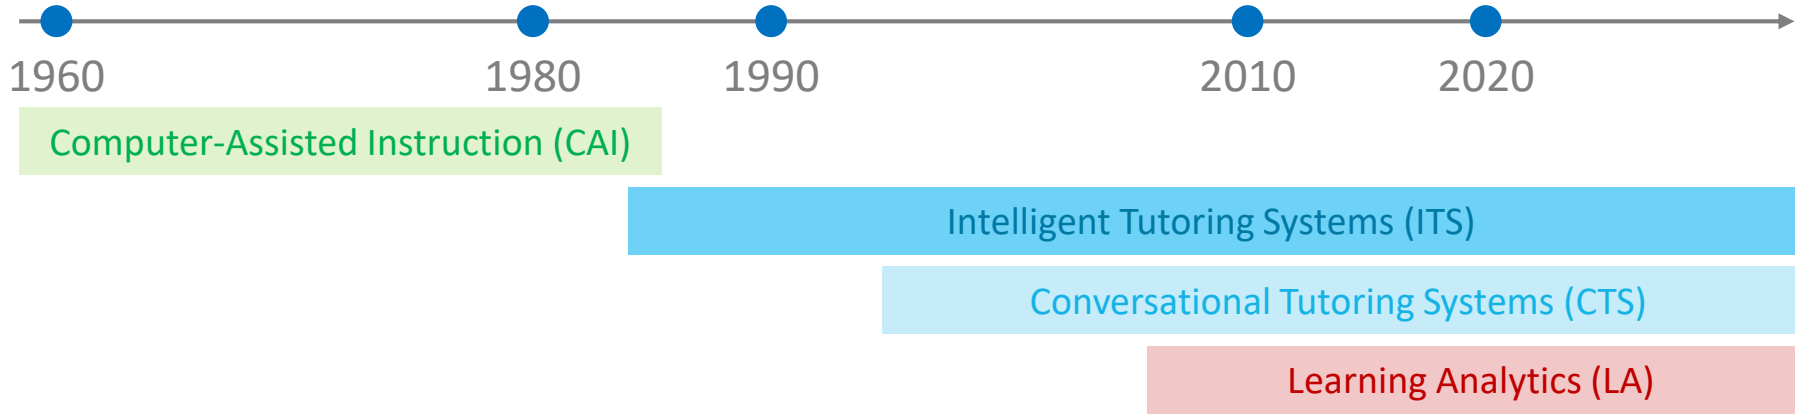 1960 1980 1990 2010 2020
Computer-Assisted Instruction (CAI)
Intelligent Tutoring Systems (ITS)
Conversational Tutoring Systems (CTS)
Learning Analytics (LA)